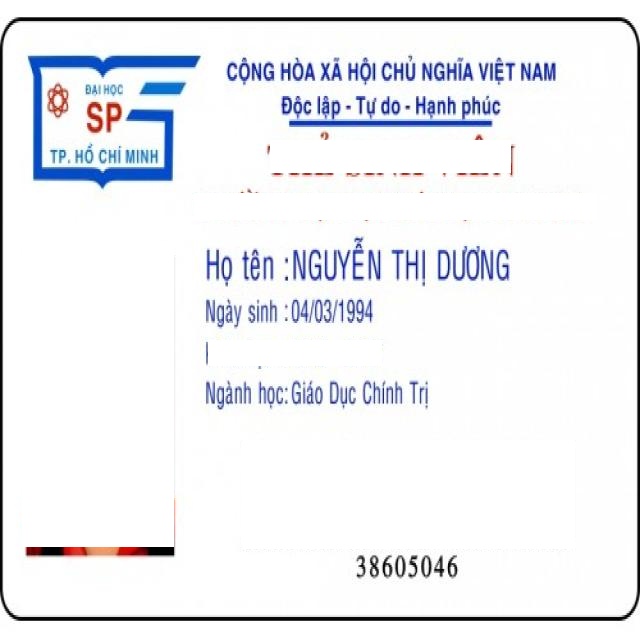 ĐẠI HỌC
SP
TP. HỒ CHÍ MINH
CỘNG HÒA XÃ HỘI CHỦ NGHĨA VIỆT NAM
Độc lập - Tự do - Hạnh phúc
Họ tên :NGUYỄN THỊ DƯƠNG
Ngày sinh :04/03/1994
Ngành học:Giáo Dục Chính Trị
38605046